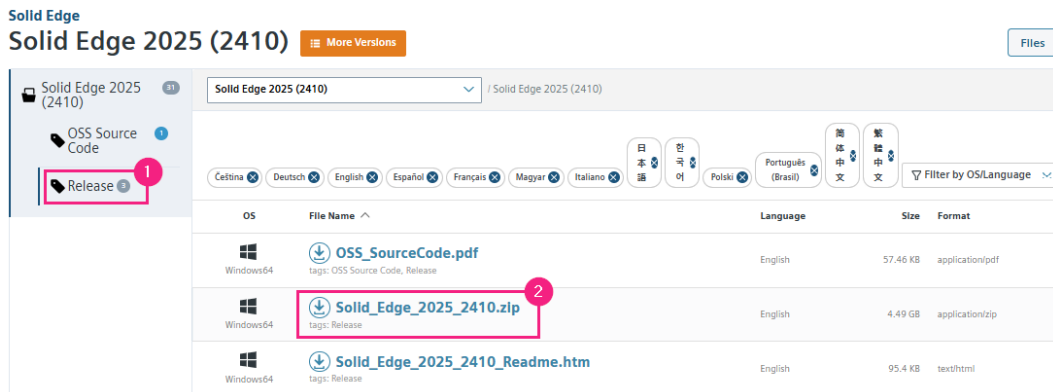 Solid Edge
Solid Edge 2025 (2410)
More Versions
Files
Solid Edge 2025 (2410)
31
OSS Source Code
1
Release
3
1
Solid Edge 2025 (2410)
/ Solid Edge 2025 (2410)
Čeština
Deutsch
English
Español
Français
Magyar
Italiano
日本語
한국어
Polski
Português (Brasil)
简体中文
繁體中文
Filter by OS/Language
OS
File Name
Language
Size
Format
Windows64
OSS_SourceCode.pdf
tags: OSS Source Code, Release
English
57.46 KB
application/pdf
2
Windows64
Solid_Edge_2025_2410.zip
tags: Release
English
4.49 GB
application/zip
Windows64
Solid_Edge_2025_2410_Readme.htm
tags: Release
English
95.4 KB
text/html